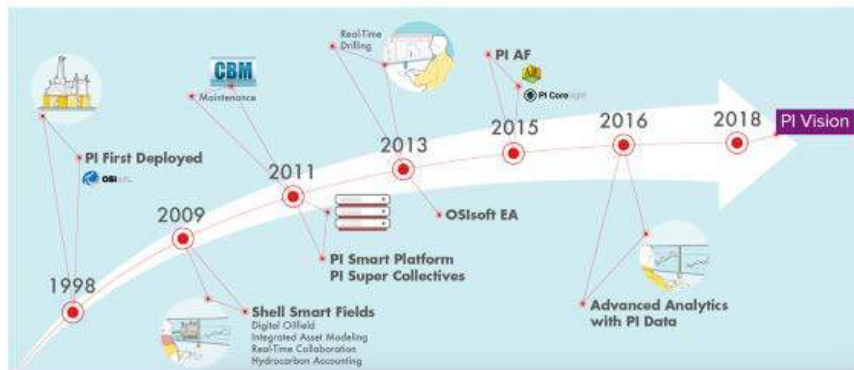 Real-Time
Drilling
CBM
Maintenance
PI AF
AF
PI Coresight
PI Vision
2018
2016
2015
2013
2011
2009
1998
PI First Deployed
OSIsoft EA
PI Smart Platform
PI Super Collectives
Shell Smart Fields
Digital Oilfield
Integrated Asset Modeling
Real-Time Collaboration
Hydrocarbon Accounting
Advanced Analytics
with PI Data